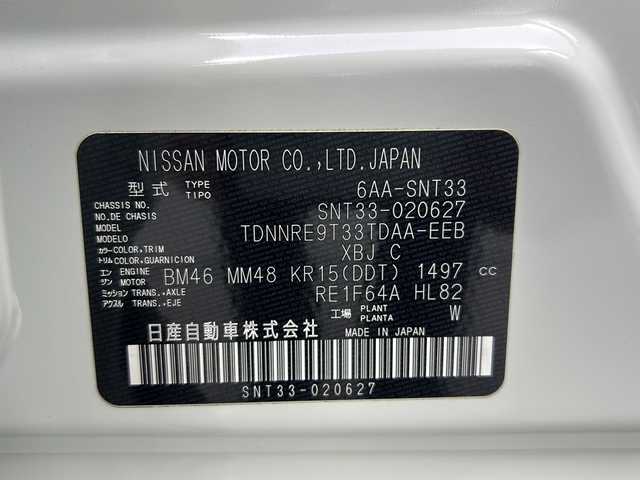 NISSAN MOTOR CO.,LTD.JAPAN
型式 TYPE TIPO 6AA-SNT33
CHASSIS NO.
NO.DE CHASIS SNT33-020627
MODEL
MODELO TDNNRE9T33TDAA-EEB
カラー COLOR,TRIM
トリム COLOR,GUARNICION XBJ C
エン ENGINE
ジン MOTOR BM46 MM48 KR15(DDT) 1497 CC
ミッション TRANS.,AXLE
アクスル TRANS.,EJE RE1F64A HL82
工場 PLANT PLANTA W
日産自動車株式会社 MADE IN JAPAN
SNT33-020627